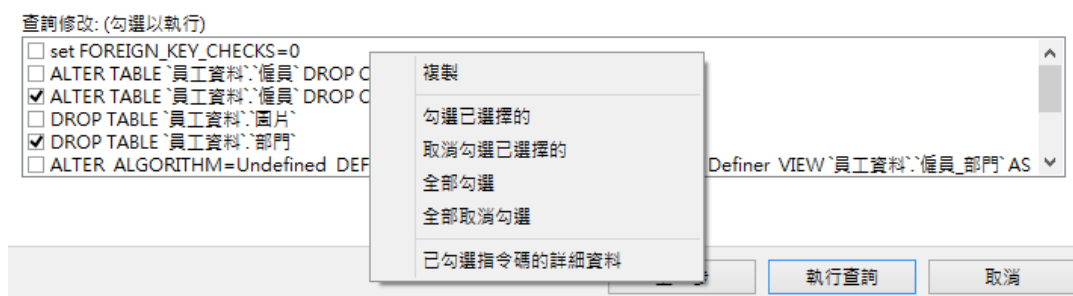 查詢修改: (勾選以執行)
set FOREIGN_KEY_CHECKS=0
ALTER TABLE `員工資料`.`僱員` DROP C
ALTER TABLE `員工資料`.`僱員` DROP C
DROP TABLE `員工資料`.`圖片`
DROP TABLE `員工資料`.`部門`
ALTER ALGORITHM=Undefined DEF Definer VIEW `員工資料`.`僱員_部門` AS
複製
勾選已選擇的
取消勾選已選擇的
全部勾選
全部取消勾選
已勾選指令碼的詳細資料
執行查詢
取消